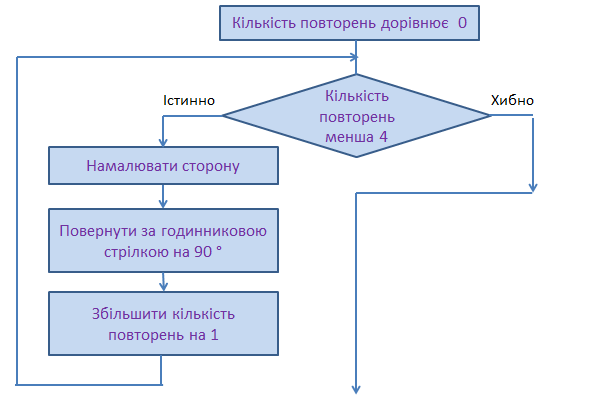 Кількість повторень дорівнює 0
Істинно
Кількість
повторень
менша 4
Хибно
Намалювати сторону
Повернути за годинниковою
стрілкою на 90 °
Збільшити кількість
повторень на 1